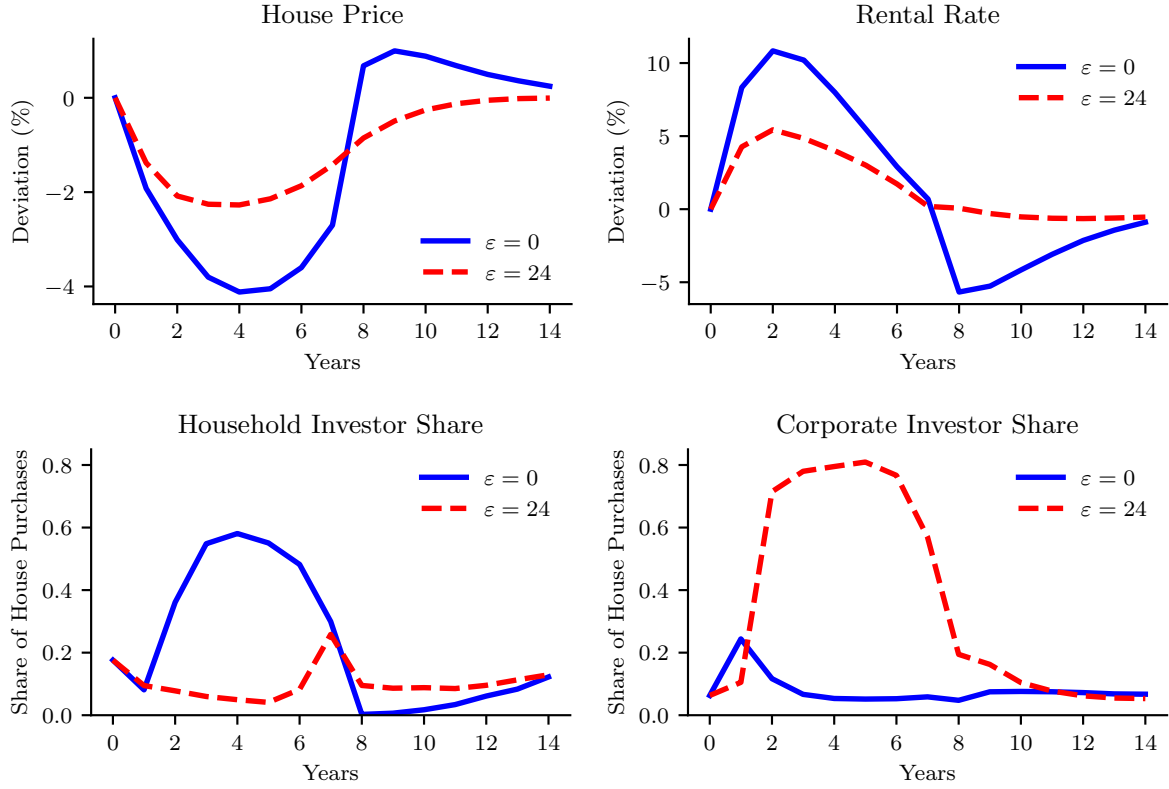 House Price
Deviation (%)
0
−2
−4
ε = 0
ε = 24
0 2 4 6 8 10 12 14
Years
Rental Rate
Deviation (%)
10
5
0
−5
ε = 0
ε = 24
0 2 4 6 8 10 12 14
Years
Household Investor Share
Share of House Purchases
0.8
0.6
0.4
0.2
0.0
ε = 0
ε = 24
0 2 4 6 8 10 12 14
Years
Corporate Investor Share
Share of House Purchases
0.8
0.6
0.4
0.2
0.0
ε = 0
ε = 24
0 2 4 6 8 10 12 14
Years